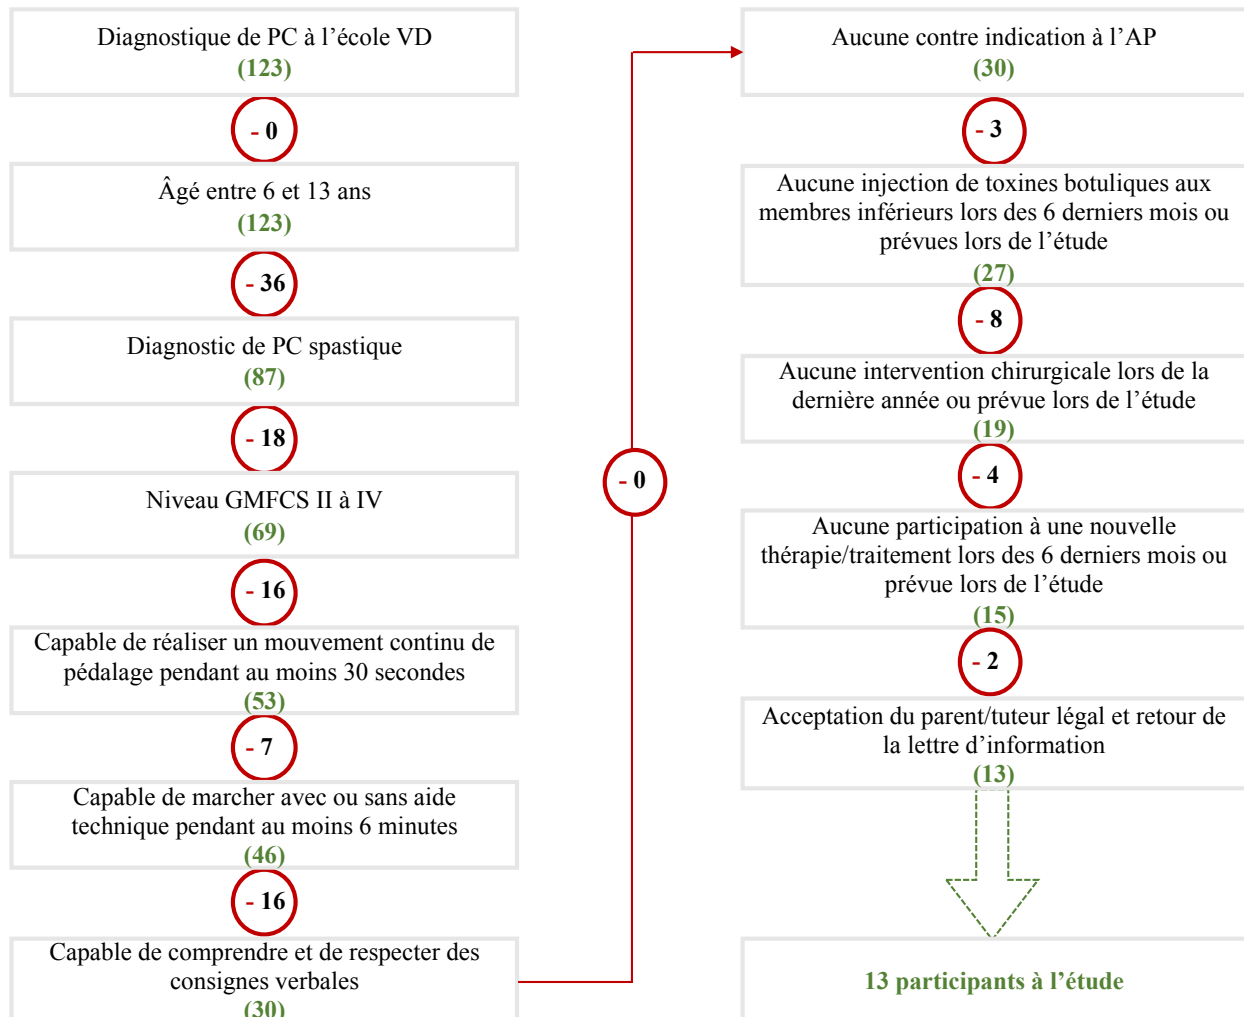 Diagnostique de PC à l’école VD
(123)
- 0
Âgé entre 6 et 13 ans
(123)
- 36
Diagnostic de PC spastique
(87)
- 18
Niveau GMFCS II à IV
(69)
- 16
Capable de réaliser un mouvement continu de
pédalage pendant au moins 30 secondes
(53)
- 7
Capable de marcher avec ou sans aide
technique pendant au moins 6 minutes
(46)
- 16
Capable de comprendre et de respecter des
consignes verbales
(30)
- 0
Aucune contre indication à l’AP
(30)
- 3
Aucune injection de toxines botuliques aux
membres inférieurs lors des 6 derniers mois ou
prévues lors de l’étude
(27)
- 8
Aucune intervention chirurgicale lors de la
dernière année ou prévue lors de l’étude
(19)
- 4
Aucune participation à une nouvelle
thérapie/traitement lors des 6 derniers mois ou
prévue lors de l’étude
(15)
- 2
Acceptation du parent/tuteur légal et retour de
la lettre d’information
(13)
13 participants à l’étude